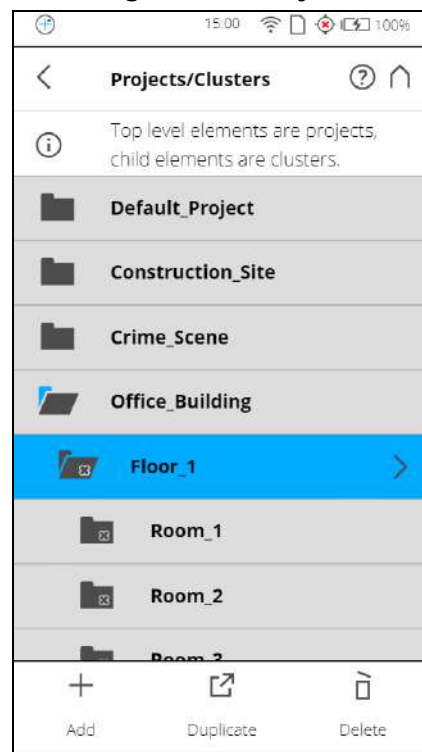 15:00 100%
Projects/Clusters
Top level elements are projects,
child elements are clusters.
Default_Project
Construction_Site
Crime_Scene
Office_Building
Floor_1
Room_1
Room_2
Room_3
Add Duplicate Delete